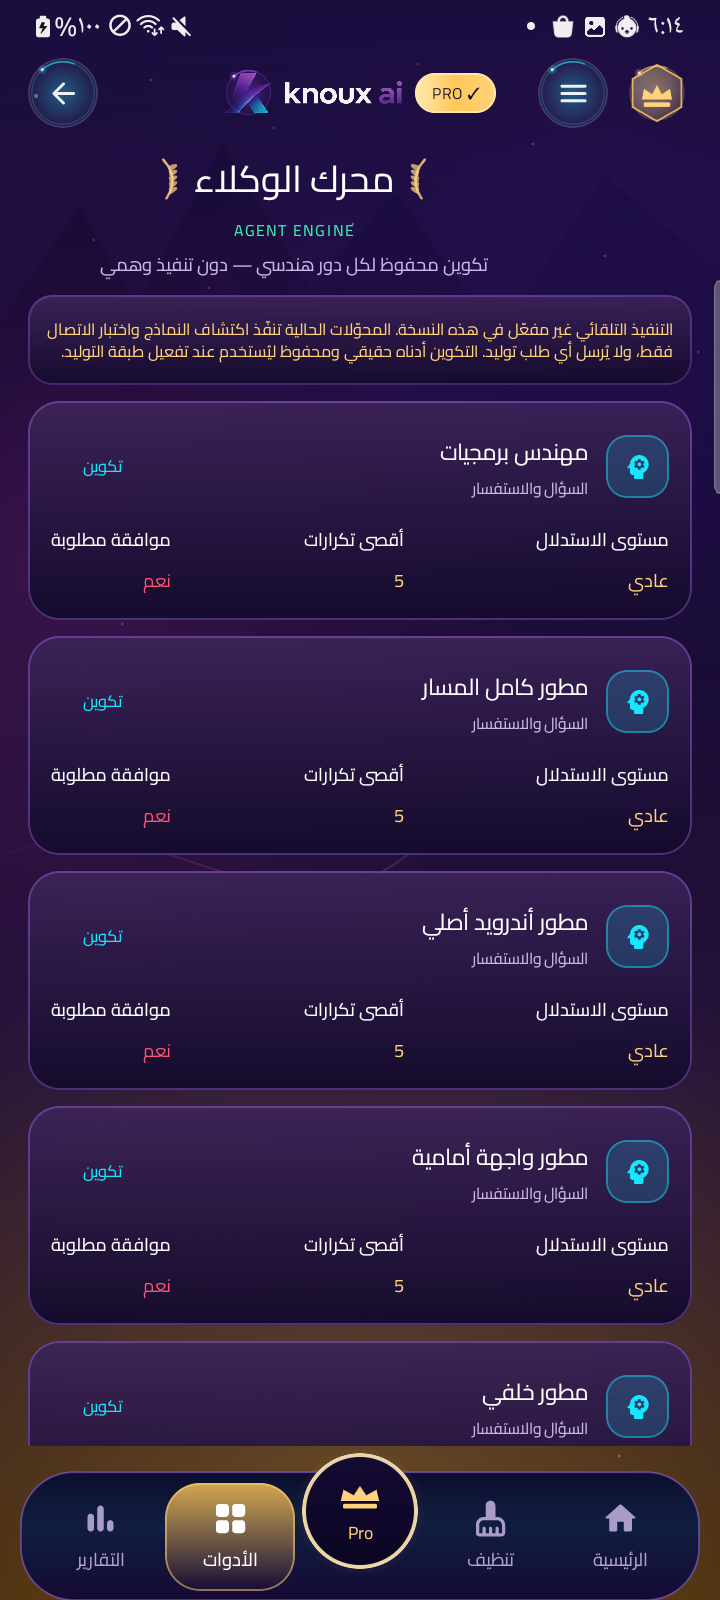 ٦:١٤
%١٠٠
knoux ai
PRO ✓
محرك الوكلاء
AGENT ENGINE
تكوين محفوظ لكل دور هندسي — دون تنفيذ وهمي
التنفيذ التلقائي غير مفعّل في هذه النسخة. المحوّلات الحالية تنفّذ اكتشاف النماذج واختبار الاتصال
فقط، ولا يُرسل أي طلب توليد. التكوين أدناه حقيقي ومحفوظ ليُستخدم عند تفعيل طبقة التوليد.
مهندس برمجيات
السؤال والاستفسار
تكوين
مستوى الاستدلال أقصى تكرارات موافقة مطلوبة
عادي 5 نعم
مطور كامل المسار
السؤال والاستفسار
تكوين
مستوى الاستدلال أقصى تكرارات موافقة مطلوبة
عادي 5 نعم
مطور أندرويد أصلي
السؤال والاستفسار
تكوين
مستوى الاستدلال أقصى تكرارات موافقة مطلوبة
عادي 5 نعم
مطور واجهة أمامية
السؤال والاستفسار
تكوين
مستوى الاستدلال أقصى تكرارات موافقة مطلوبة
عادي 5 نعم
مطور خلفي
السؤال والاستفسار
تكوين
الرئيسية تنظيف Pro الأدوات التقارير